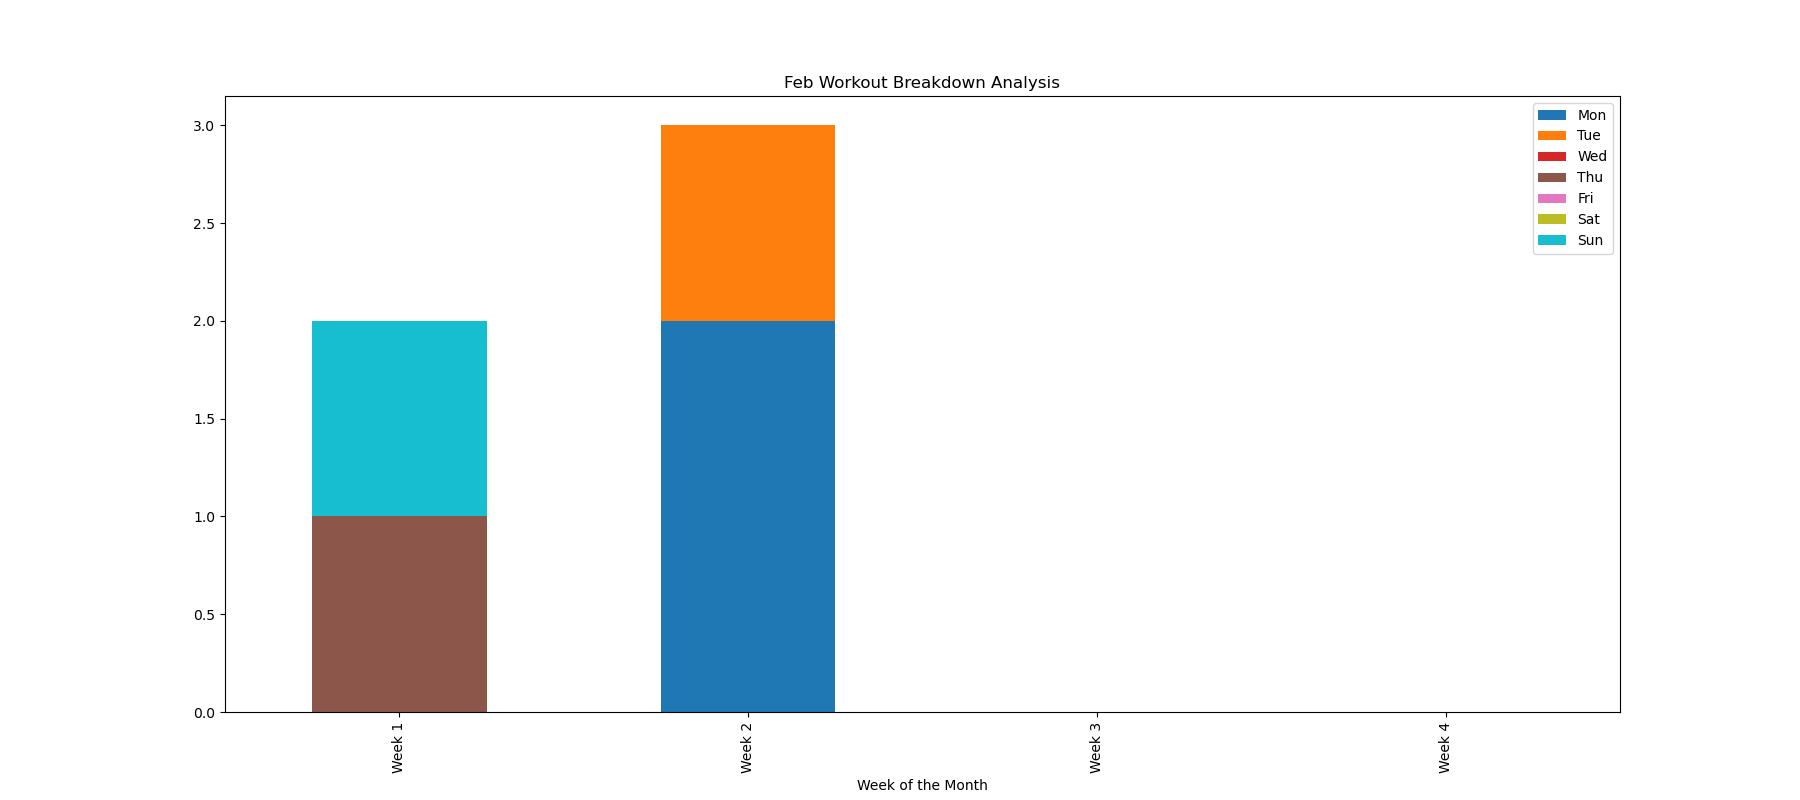 Feb Workout Breakdown Analysis
3.0
2.5
2.0
1.5
1.0
0.5
0.0
Mon
Tue
Wed
Thu
Fri
Sat
Sun
Week 1
Week 2
Week 3
Week 4
Week of the Month